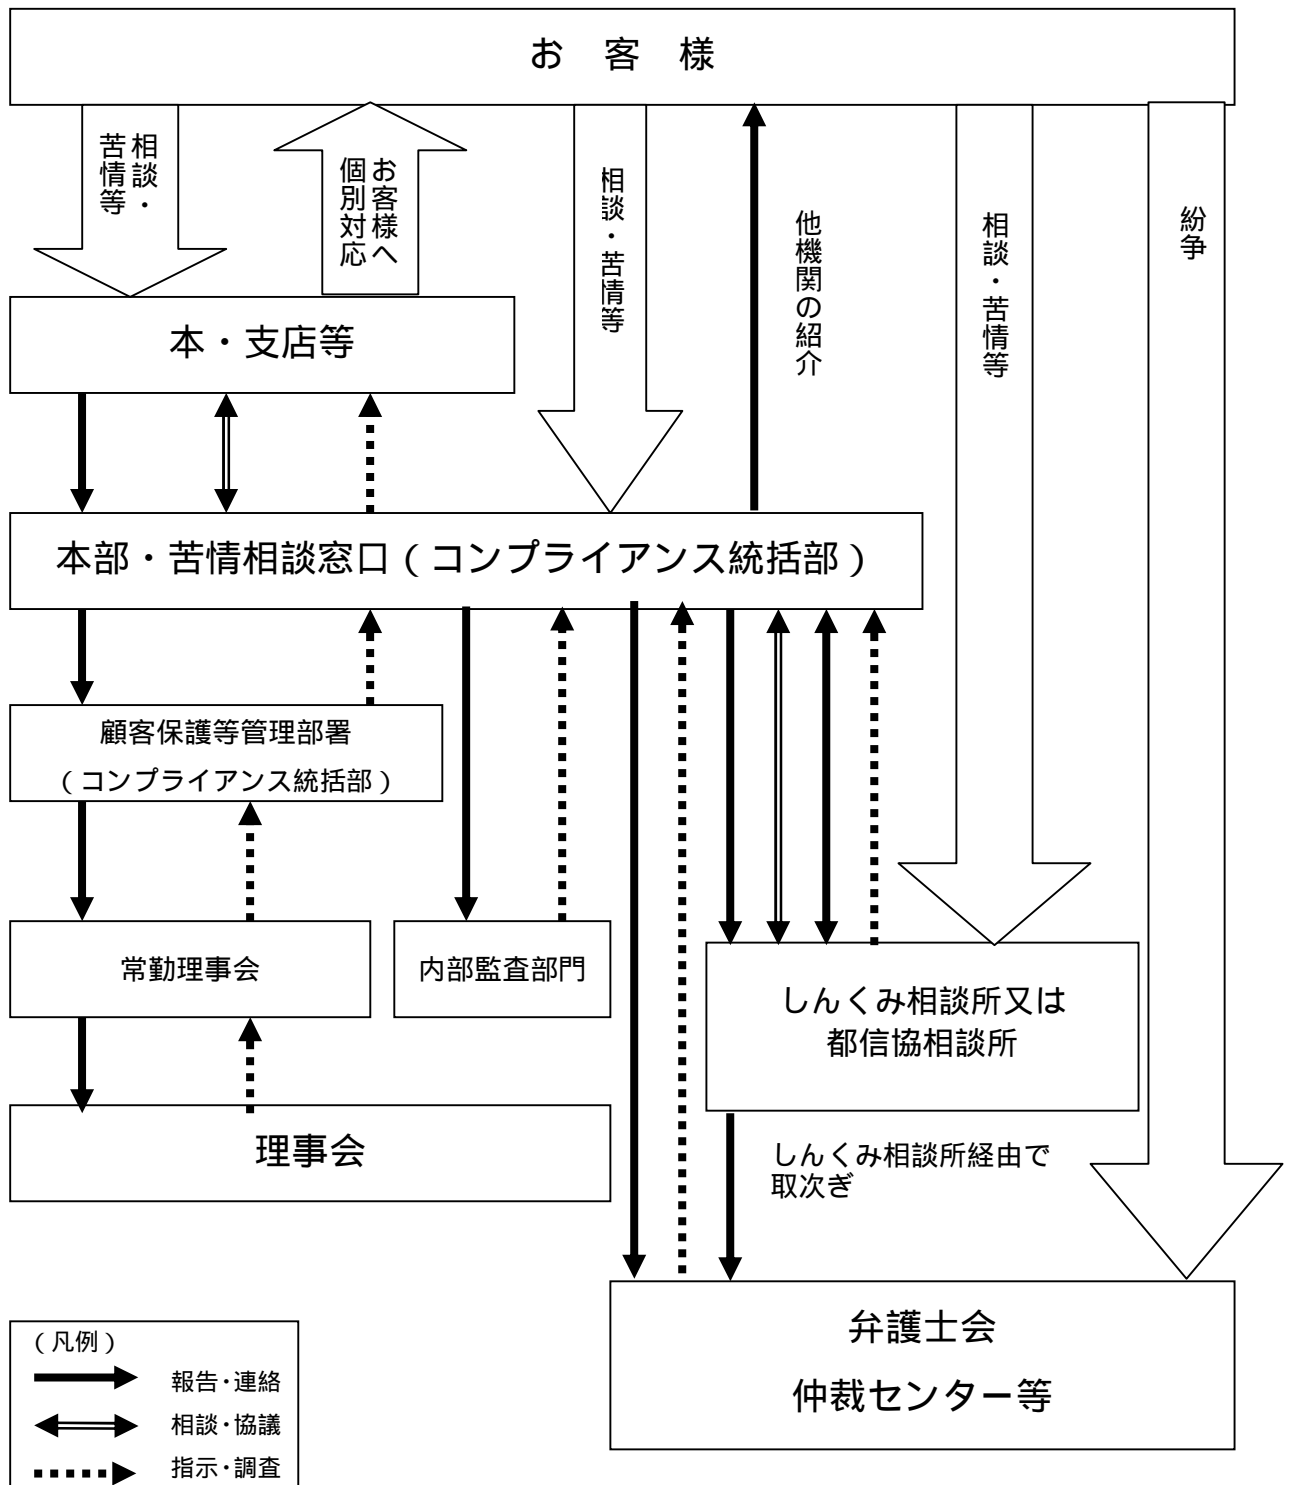 お　客　様
相談・
苦情等
お客様へ
個別対応
相談・苦情等
他機関の紹介
相談・苦情等
紛争
本・支店等
本部・苦情相談窓口（コンプライアンス統括部）
顧客保護等管理部署
（コンプライアンス統括部）
常勤理事会
内部監査部門
しんくみ相談所又は
都信協相談所
理事会
しんくみ相談所経由で
取次ぎ
弁護士会
仲裁センター等
（凡例）
報告・連絡
相談・協議
指示・調査